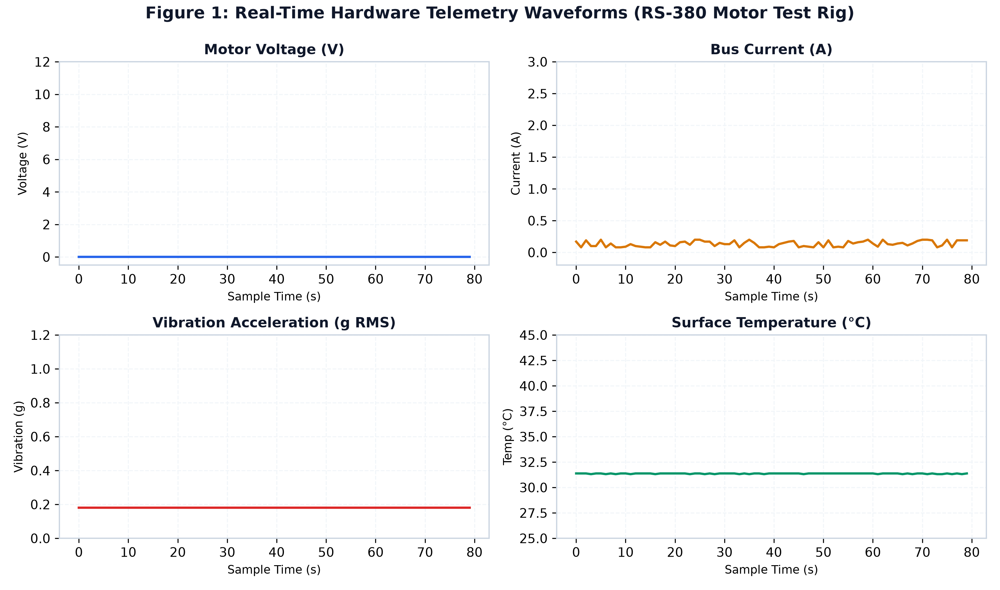 Figure 1: Real-Time Hardware Telemetry Waveforms (RS-380 Motor Test Rig)
Motor Voltage (V)
Voltage (V)
12
10
8
6
4
2
0
0 10 20 30 40 50 60 70 80
Sample Time (s)
Bus Current (A)
Current (A)
3.0
2.5
2.0
1.5
1.0
0.5
0.0
0 10 20 30 40 50 60 70 80
Sample Time (s)
Vibration Acceleration (g RMS)
Vibration (g)
1.2
1.0
0.8
0.6
0.4
0.2
0.0
0 10 20 30 40 50 60 70 80
Sample Time (s)
Surface Temperature (°C)
Temp (°C)
45.0
42.5
40.0
37.5
35.0
32.5
30.0
27.5
25.0
0 10 20 30 40 50 60 70 80
Sample Time (s)